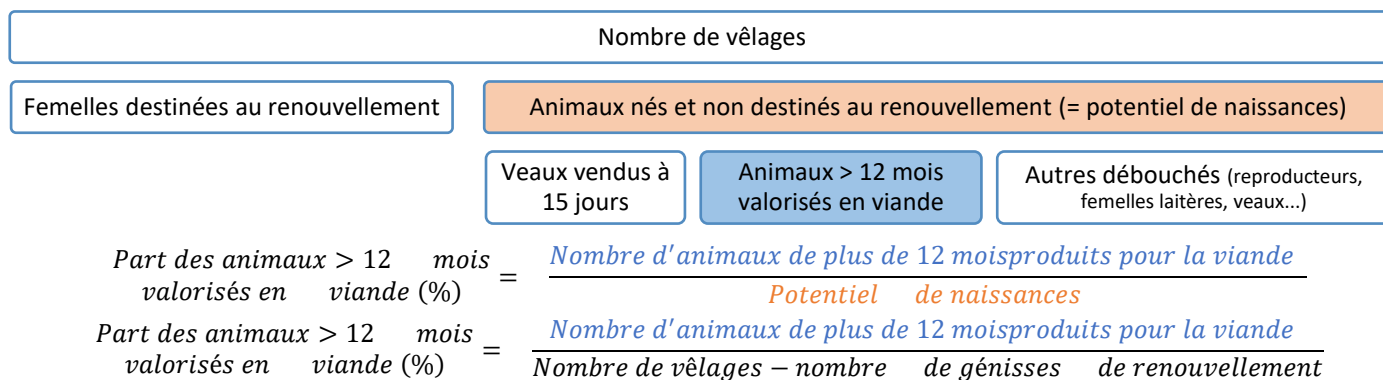 Nombre de vêlages
Femelles destinées au renouvellement
Animaux nés et non destinés au renouvellement (= potentiel de naissances)
Veaux vendus à
15 jours
Animaux > 12 mois
valorisés en viande
Autres débouchés (reproducteurs,
femelles laitères, veaux...)
Part des animaux > 12 mois
valorisés en viande (%)
=
Nombre d'animaux de plus de 12 moisproduits pour la viande
Potentiel de naissances
Part des animaux > 12 mois
valorisés en viande (%)
=
Nombre d'animaux de plus de 12 moisproduits pour la viande
Nombre de vêlages − nombre de génisses de renouvellement